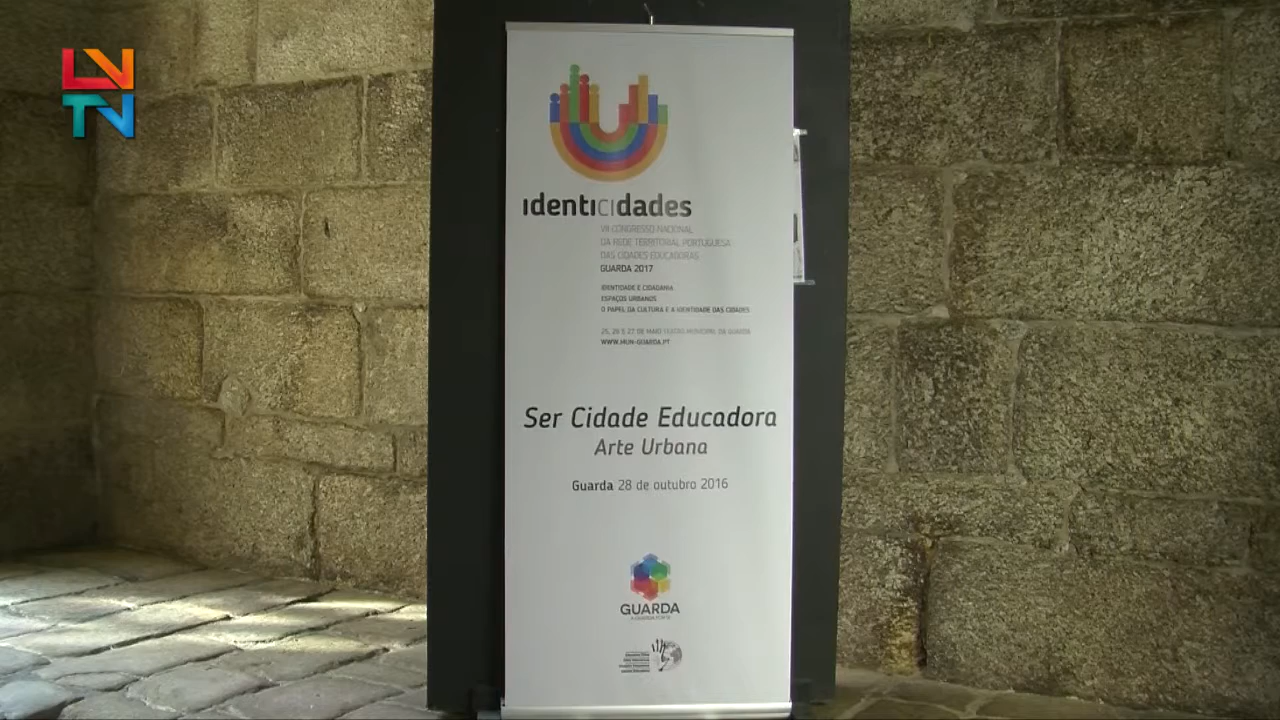 LVTN
identicidades
VII CONGRESSO NACIONAL
DA REDE TERRITORIAL PORTUGUESA
DAS CIDADES EDUCADORAS
GUARDA 2017
IDENTIDADE E CIDADANIA
ESPAÇOS URBANOS
O PAPEL DA CULTURA E A IDENTIDADE DAS CIDADES
25, 26 E 27 DE MAIO TEATRO MUNICIPAL DA GUARDA
WWW.MUN-GUARDA.PT
Ser Cidade Educadora
Arte Urbana
Guarda 28 de outubro 2016
GUARDA